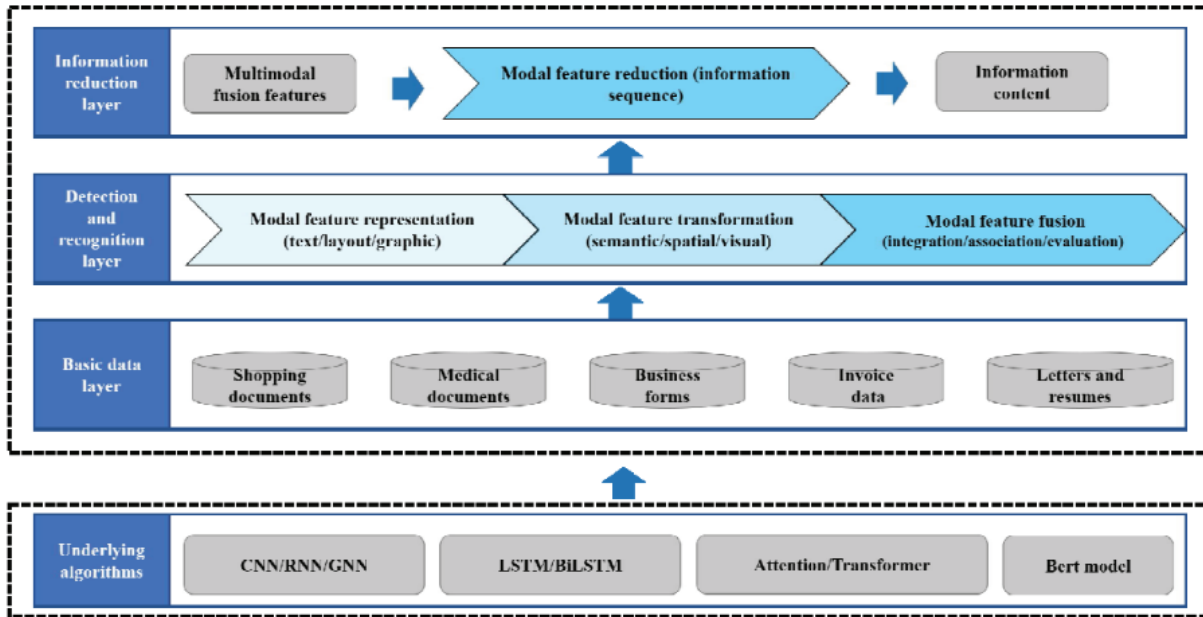 Information
reduction
layer
Multimodal
fusion features
Modal feature reduction (information
sequence)
Information
content
Detection
and
recognition
layer
Modal feature representation
(text/layout/graphic)
Modal feature transformation
(semantic/spatial/visual)
Modal feature fusion
(integration/association/evaluation)
Basic data
layer
Shopping
documents
Medical
documents
Business
forms
Invoice
data
Letters and
resumes
Underlying
algorithms
CNN/RNN/GNN
LSTM/BiLSTM
Attention/Transformer
Bert model